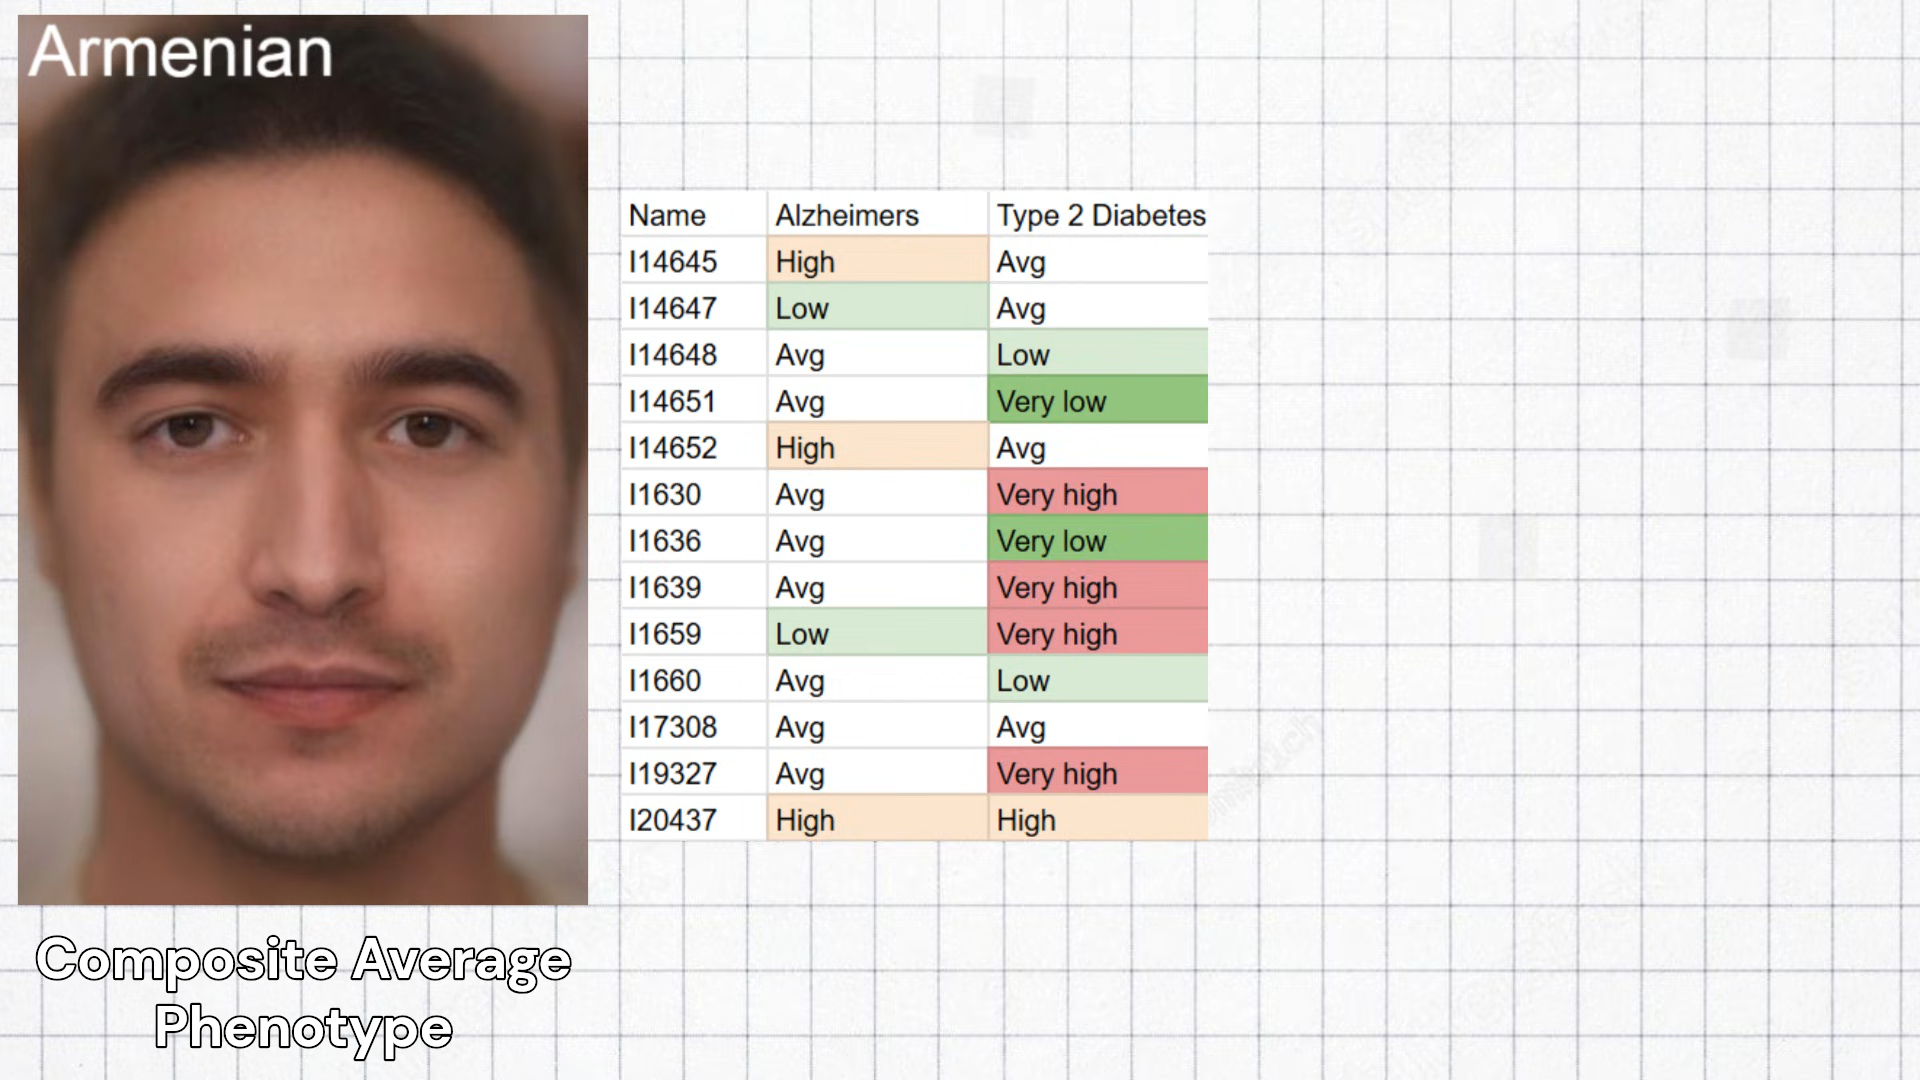 Armenian
Name Alzheimers Type 2 Diabetes
I14645 High Avg
I14647 Low Avg
I14648 Avg Low
I14651 Avg Very low
I14652 High Avg
I1630 Avg Very high
I1636 Avg Very low
I1639 Avg Very high
I1659 Low Very high
I1660 Avg Low
I17308 Avg Avg
I19327 Avg Very high
I20437 High High
Composite Average
Phenotype